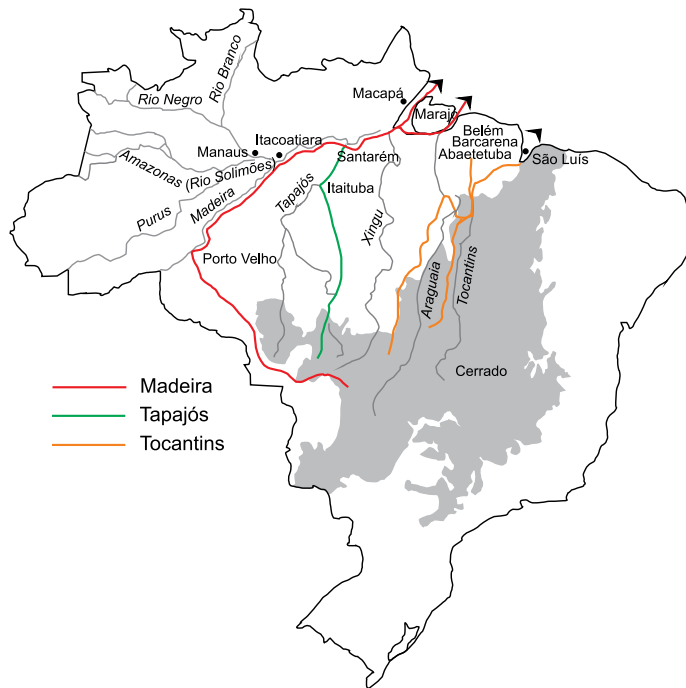 Rio Branco
Rio Negro
Macapá
Marajó
Itacoatiara
Manaus
Belém
Barcarena
Abaetetuba
São Luís
Santarém
Amazonas (Rio Solimões)
Itaituba
Tapajós
Madeira
Purus
Xingu
Porto Velho
Araguaia
Tocantins
Cerrado
Madeira
Tapajós
Tocantins